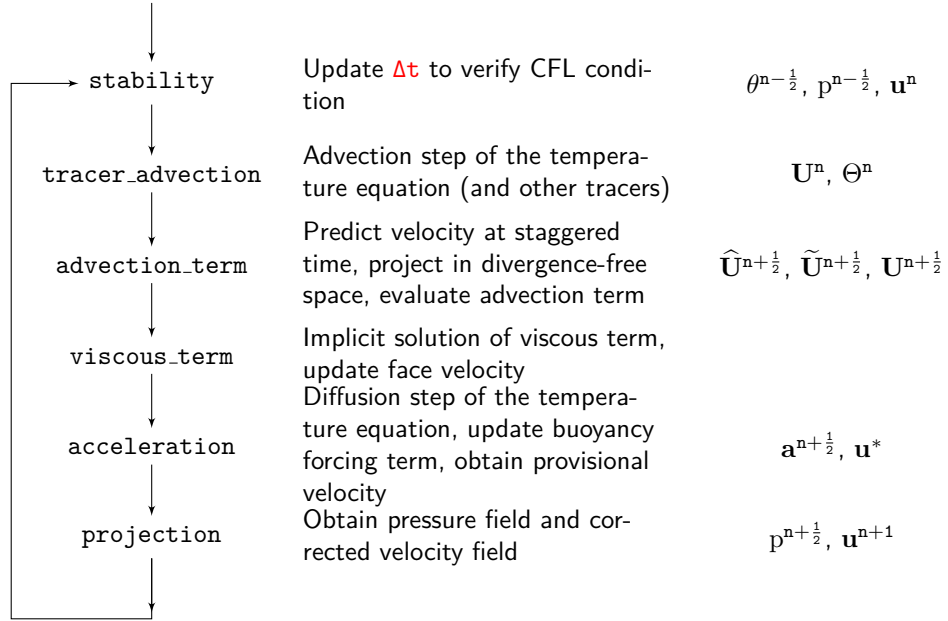 stability
Update Δt to verify CFL condi-
tion
θ^{n−1/2}, p^{n−1/2}, u^n
tracer_advection
Advection step of the tempera-
ture equation (and other tracers)
U^n, Θ^n
advection_term
Predict velocity at staggered
time, project in divergence-free
space, evaluate advection term
Û^{n+1/2}, Ũ^{n+1/2}, U^{n+1/2}
viscous_term
Implicit solution of viscous term,
update face velocity
acceleration
Diffusion step of the tempera-
ture equation, update buoyancy
forcing term, obtain provisional
velocity
a^{n+1/2}, u*
projection
Obtain pressure field and cor-
rected velocity field
p^{n+1/2}, u^{n+1}